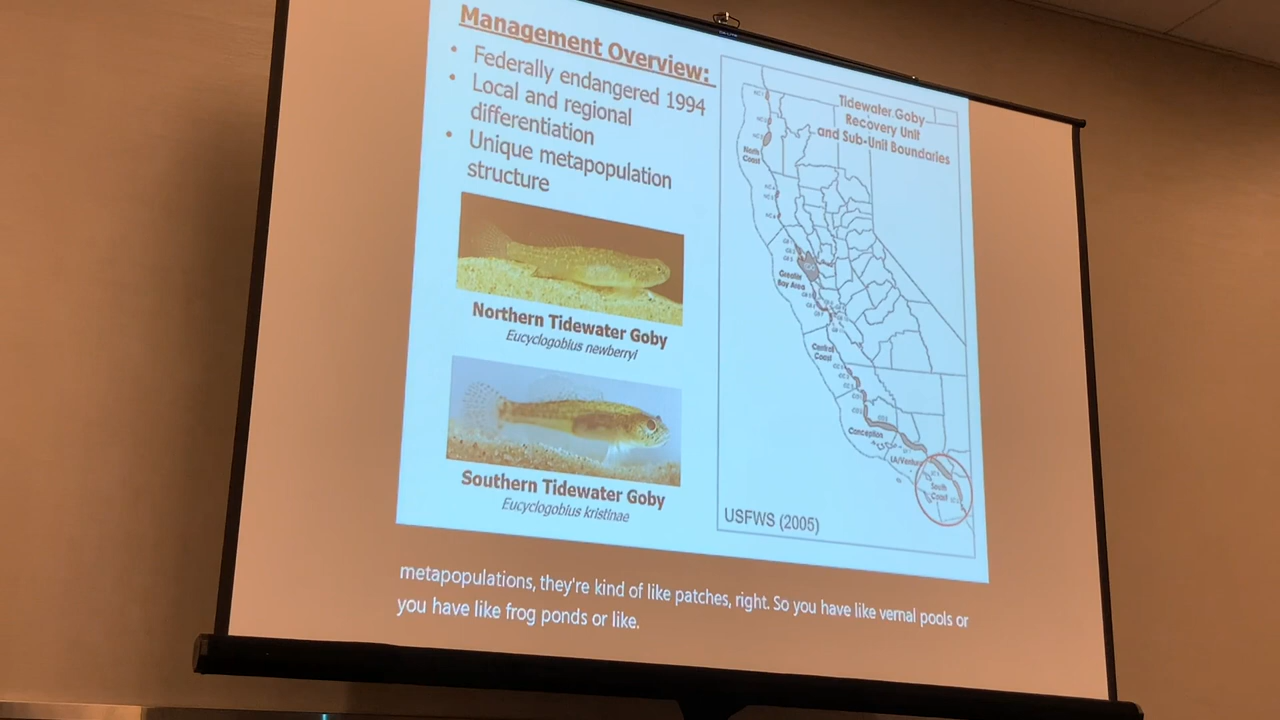 Management Overview:
• Federally endangered 1994
• Local and regional
differentiation
• Unique metapopulation
structure
Northern Tidewater Goby
Eucyclogobius newberryi
Southern Tidewater Goby
Eucyclogobius kristinae
Tidewater Goby
Recovery Unit
and Sub-Unit Boundaries
North
Coast
Greater
Bay Area
Central
Coast
Conception
LA/Ventura
South
Coast
USFWS (2005)
metapopulations, they're kind of like patches, right. So you have like vernal pools or
you have like frog ponds or like.